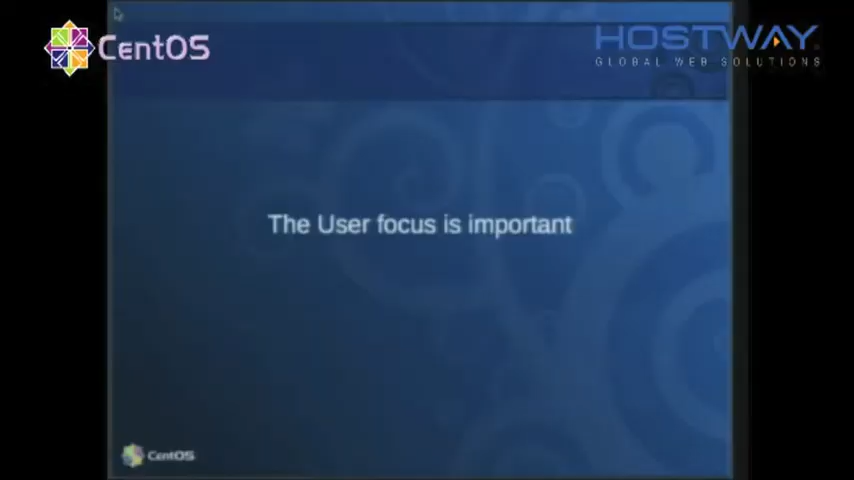 CentOS
HOSTWAY
GLOBAL WEB SOLUTIONS
The User focus is important
CentOS